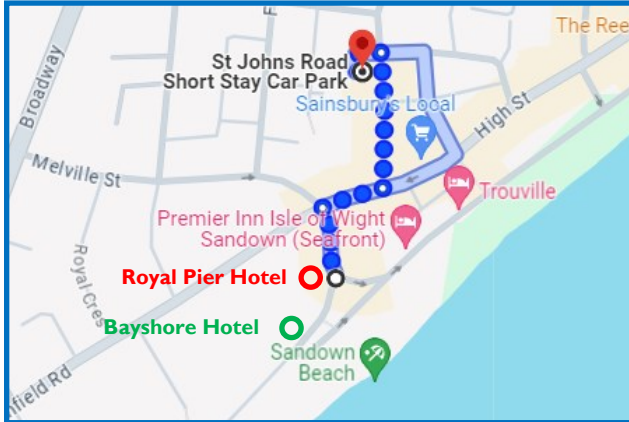 The Ree
F
St Johns Road
Short Stay Car Park
Broadway
Sainsbury's Local
High St
Melville St
Trouville
Premier Inn Isle of Wight
Sandown (Seafront)
Royal Cres
Royal Pier Hotel
Bayshore Hotel
Sandown
Beach
nfield Rd